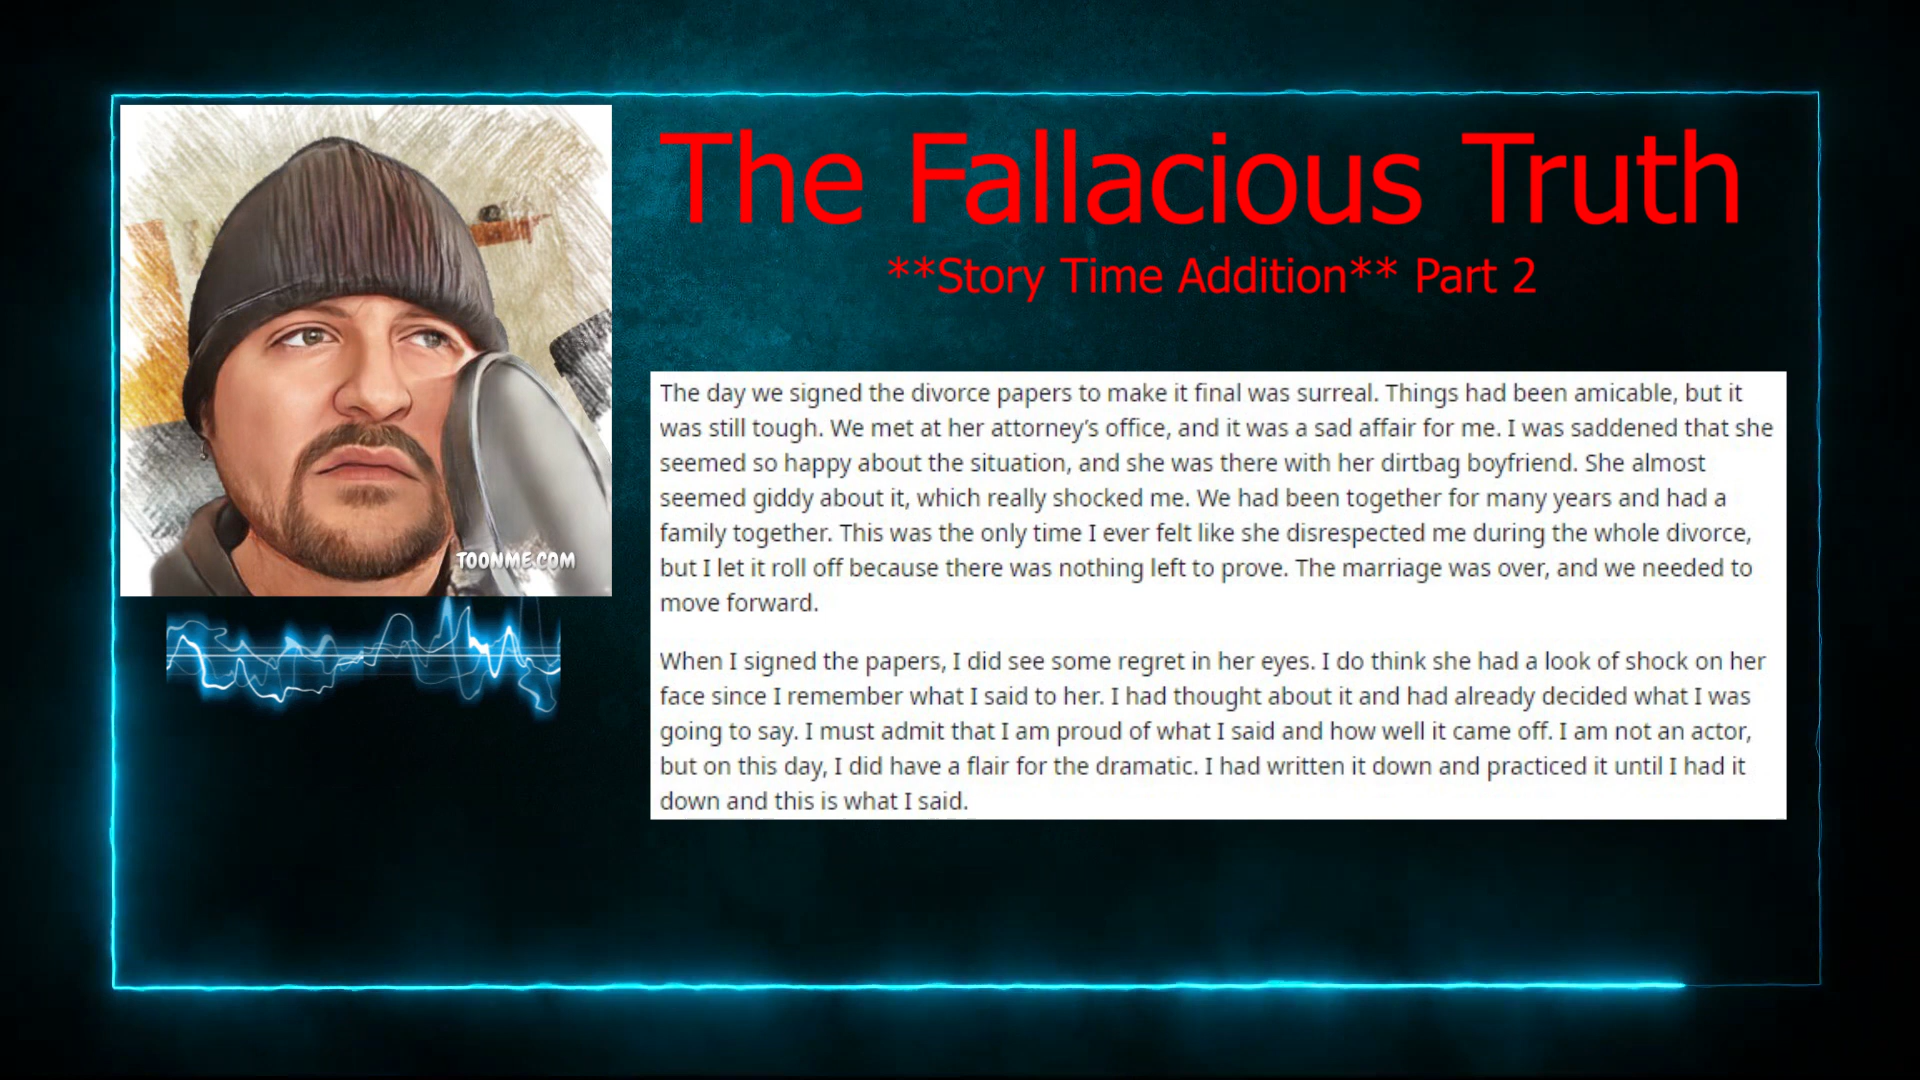 The Fallacious Truth
**Story Time Addition** Part 2
The day we signed the divorce papers to make it final was surreal. Things had been amicable, but it
was still tough. We met at her attorney’s office, and it was a sad affair for me. I was saddened that she
seemed so happy about the situation, and she was there with her dirtbag boyfriend. She almost
seemed giddy about it, which really shocked me. We had been together for many years and had a
family together. This was the only time I ever felt like she disrespected me during the whole divorce,
but I let it roll off because there was nothing left to prove. The marriage was over, and we needed to
move forward.
When I signed the papers, I did see some regret in her eyes. I do think she had a look of shock on her
face since I remember what I said to her. I had thought about it and had already decided what I was
going to say. I must admit that I am proud of what I said and how well it came off. I am not an actor,
but on this day, I did have a flair for the dramatic. I had written it down and practiced it until I had it
down and this is what I said.
TOONME.COM